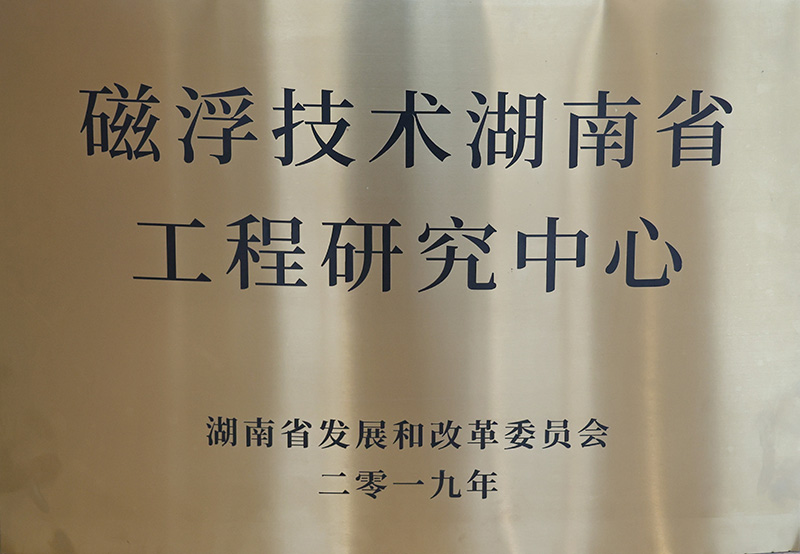 磁浮技术湖南省
工程研究中心
湖南省发展和改革委员会
二零一九年